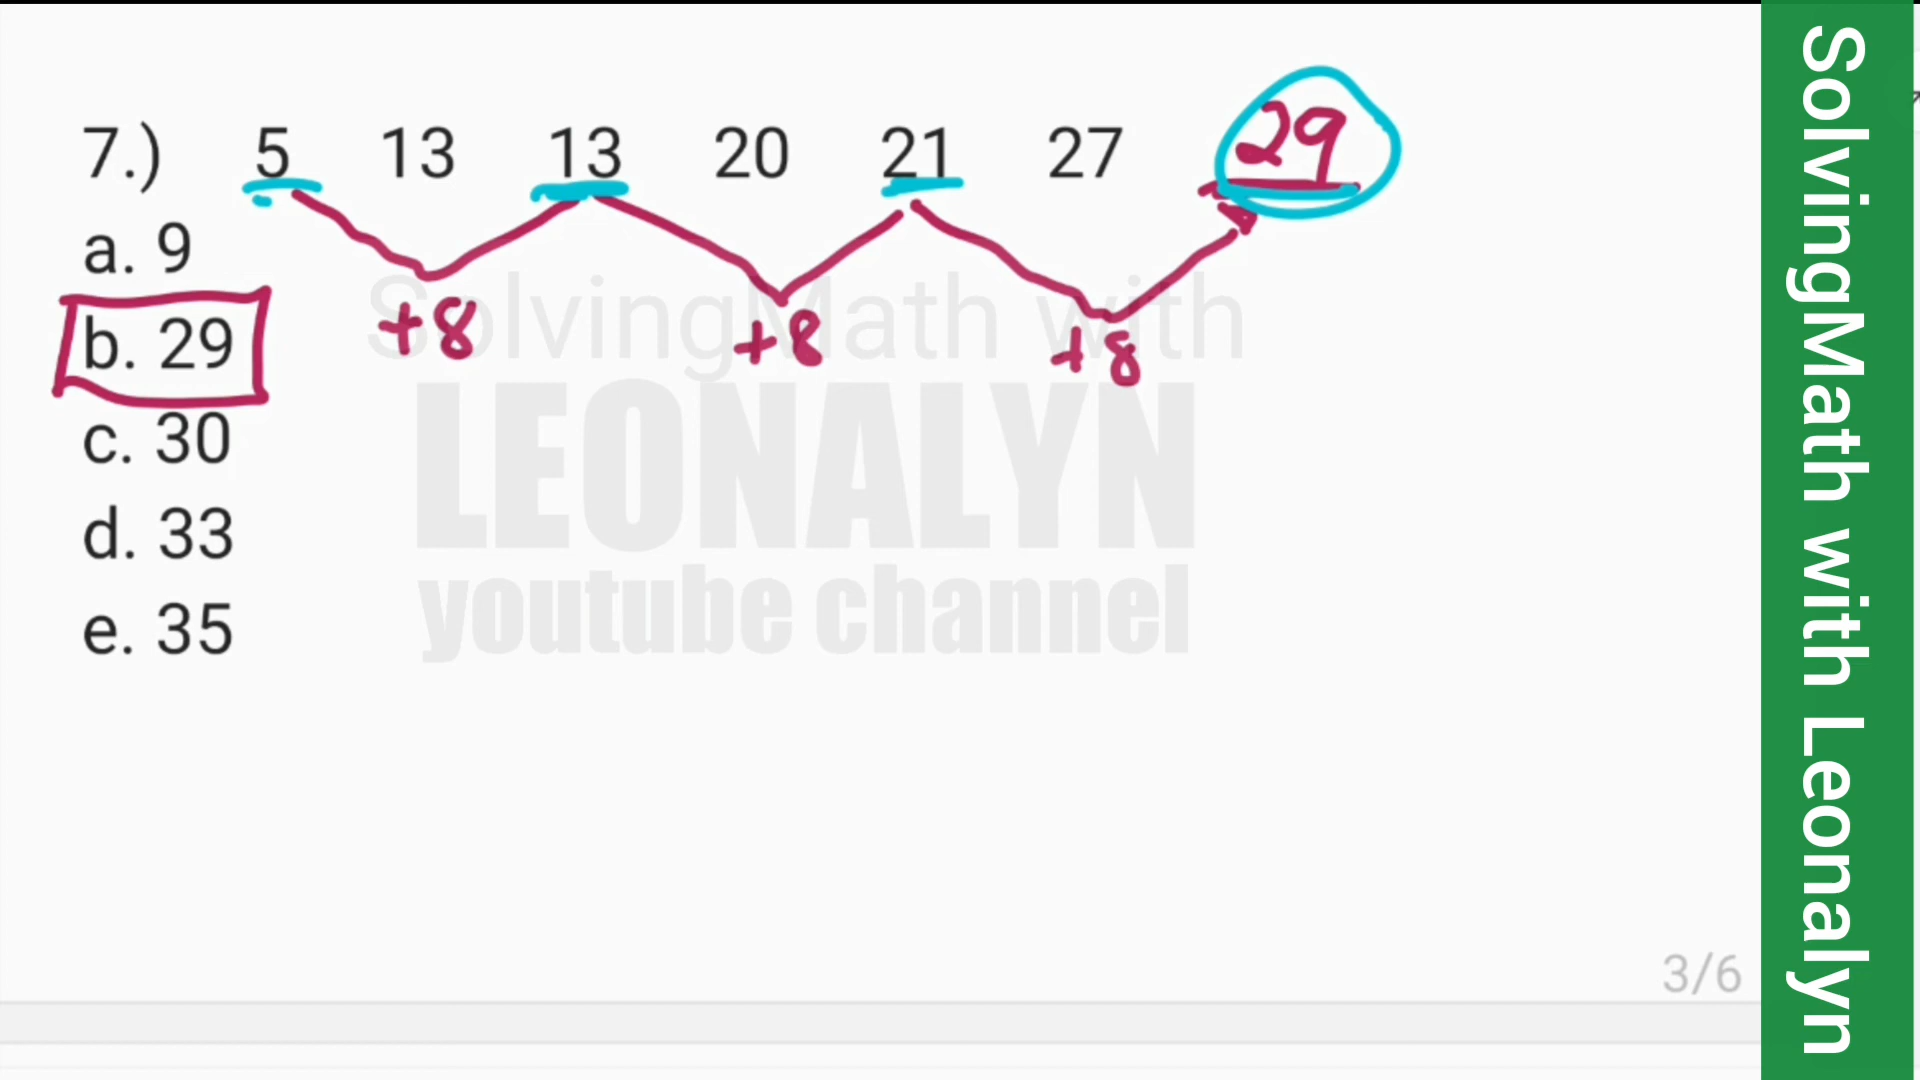 7.) 5 13 13 20 21 27 29
a. 9
b. 29
c. 30
d. 33
e. 35
+8 +8 +8
SolvingMath with
LEONALYN
youtube channel
3/6
SolvingMath with Leonalyn